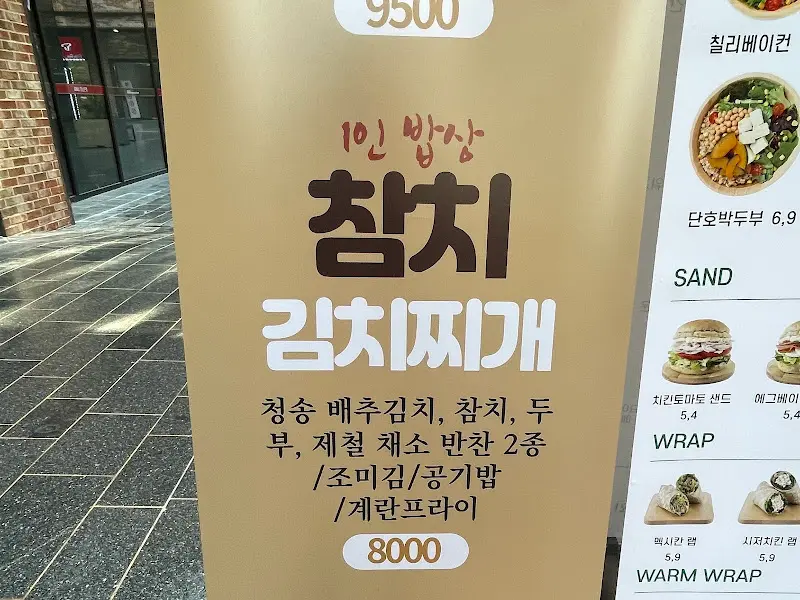 9500
1인 밥상
참치
김치찌개
청송 배추김치, 참치, 두
부, 제철 채소 반찬 2종
/조미김/공기밥
/계란프라이
8000
칠리베이컨
단호박두부 6,9
SAND
치킨토마토 샌드 에그베이
5,4 5,4
WRAP
멕시칸 랩 시저치킨 랩
5,9 5,9
WARM WRAP